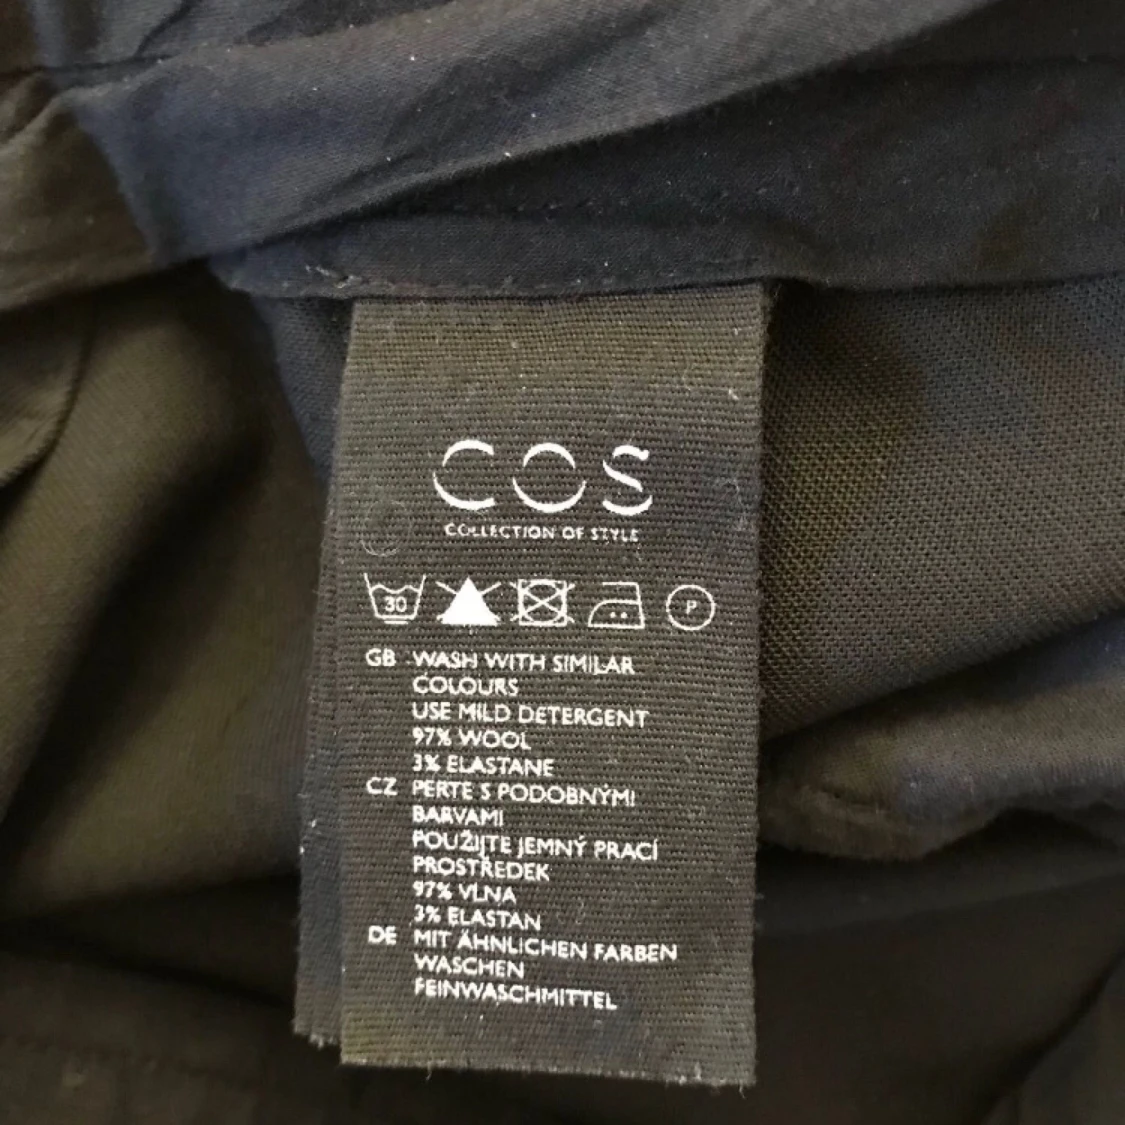 COS
COLLECTION OF STYLE
30 P
GB WASH WITH SIMILAR
COLOURS
USE MILD DETERGENT
97% WOOL
3% ELASTANE
CZ PERTE S PODOBNÝMI
BARVAMI
POUŽIJTE JEMNÝ PRACÍ
PROSTŘEDEK
97% VLNA
3% ELASTAN
DE MIT ÄHNLICHEN FARBEN
WASCHEN
FEINWASCHMITTEL